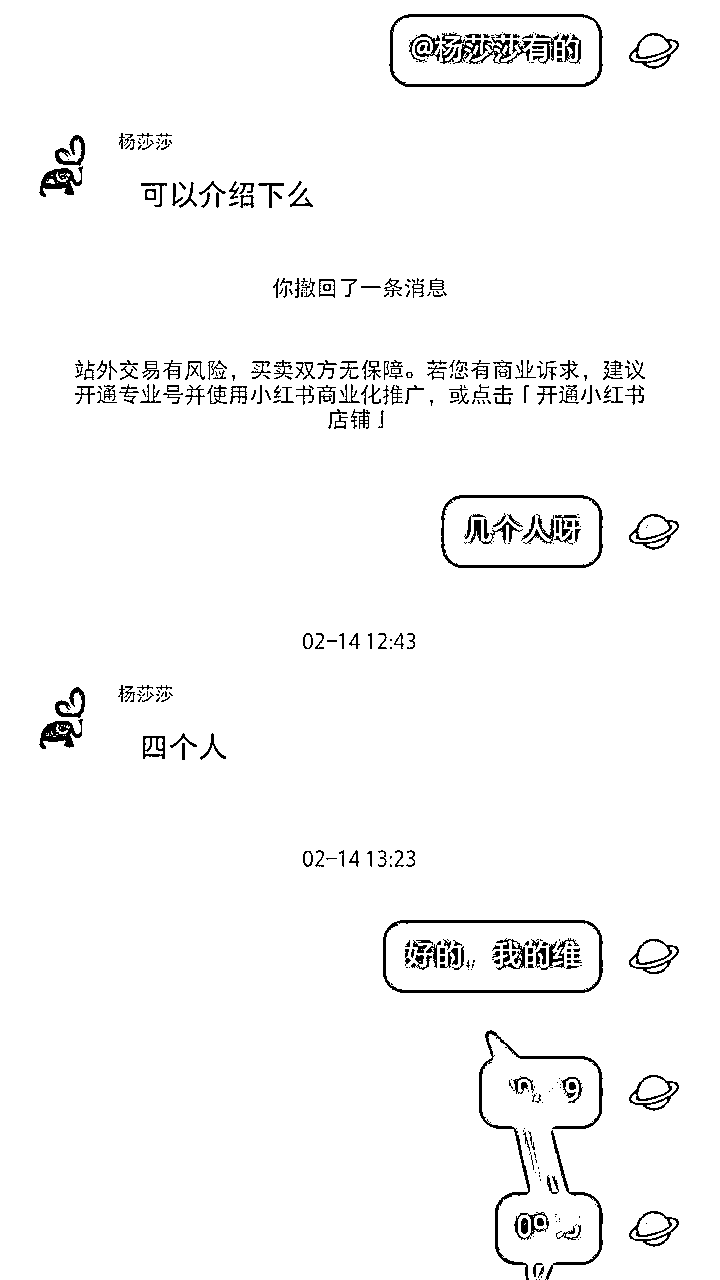 @杨莎莎有的
杨莎莎
可以介绍下么
你撤回了一条消息
站外交易有风险，买卖双方无保障。若您有商业诉求，建议
开通专业号并使用小红书商业化推广，或点击「开通小红书
店铺」
几个人呀
02-14 12:43
杨莎莎
四个人
02-14 13:23
好的，我的维